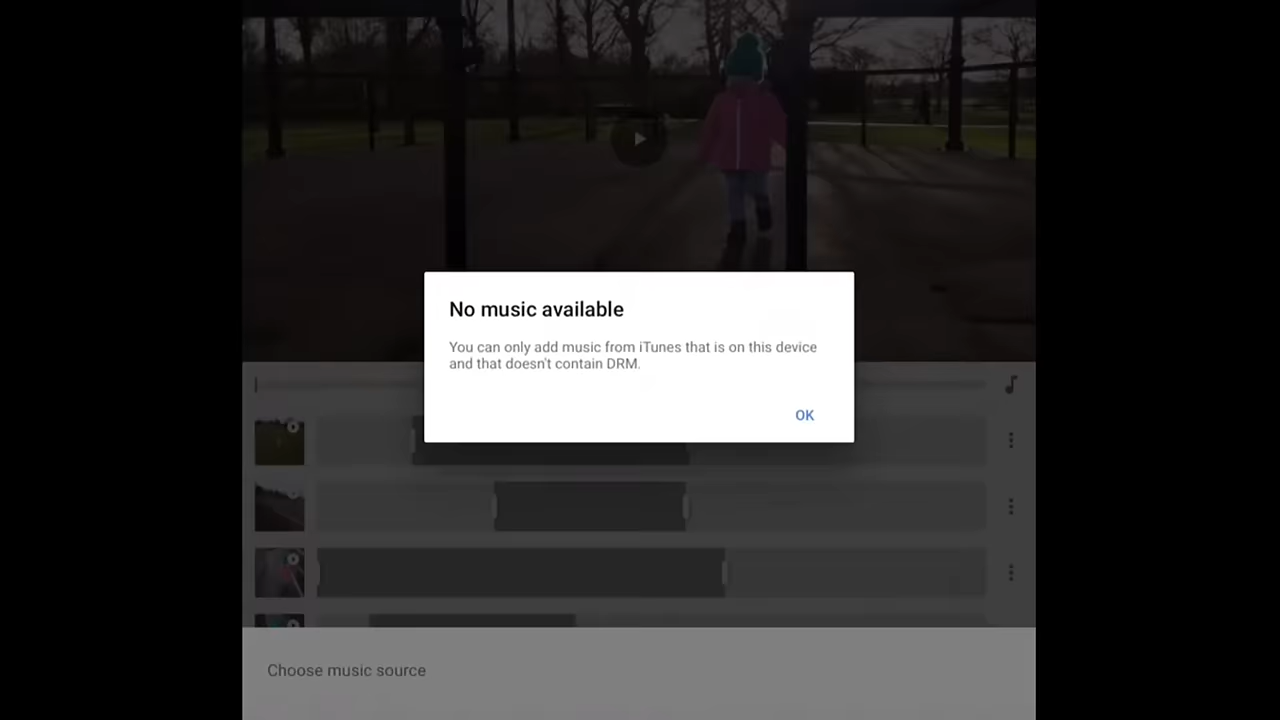 No music available
You can only add music from iTunes that is on this device
and that doesn't contain DRM.
OK
Choose music source